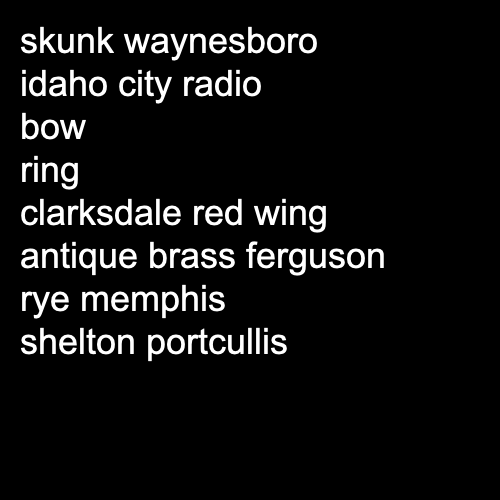 skunk waynesboro
idaho city radio
bow
ring
clarksdale red wing
antique brass ferguson
rye memphis
shelton portcullis